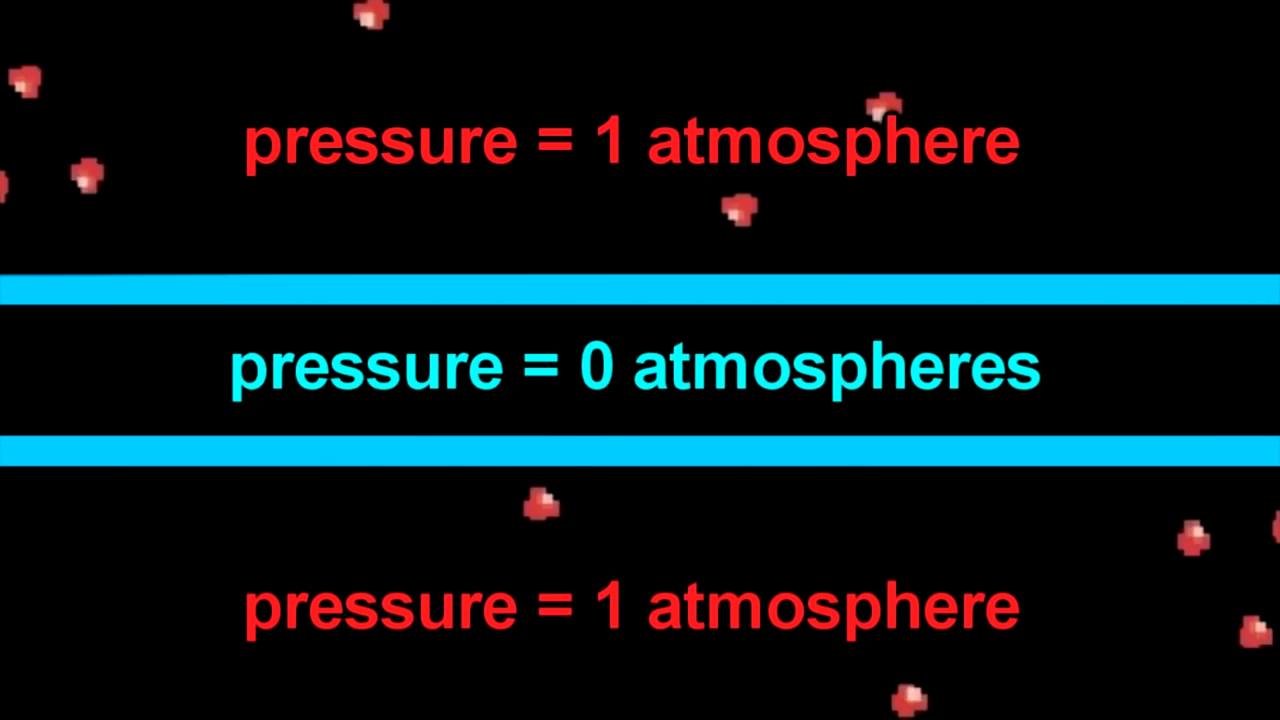 pressure = 1 atmosphere
pressure = 0 atmospheres
pressure = 1 atmosphere